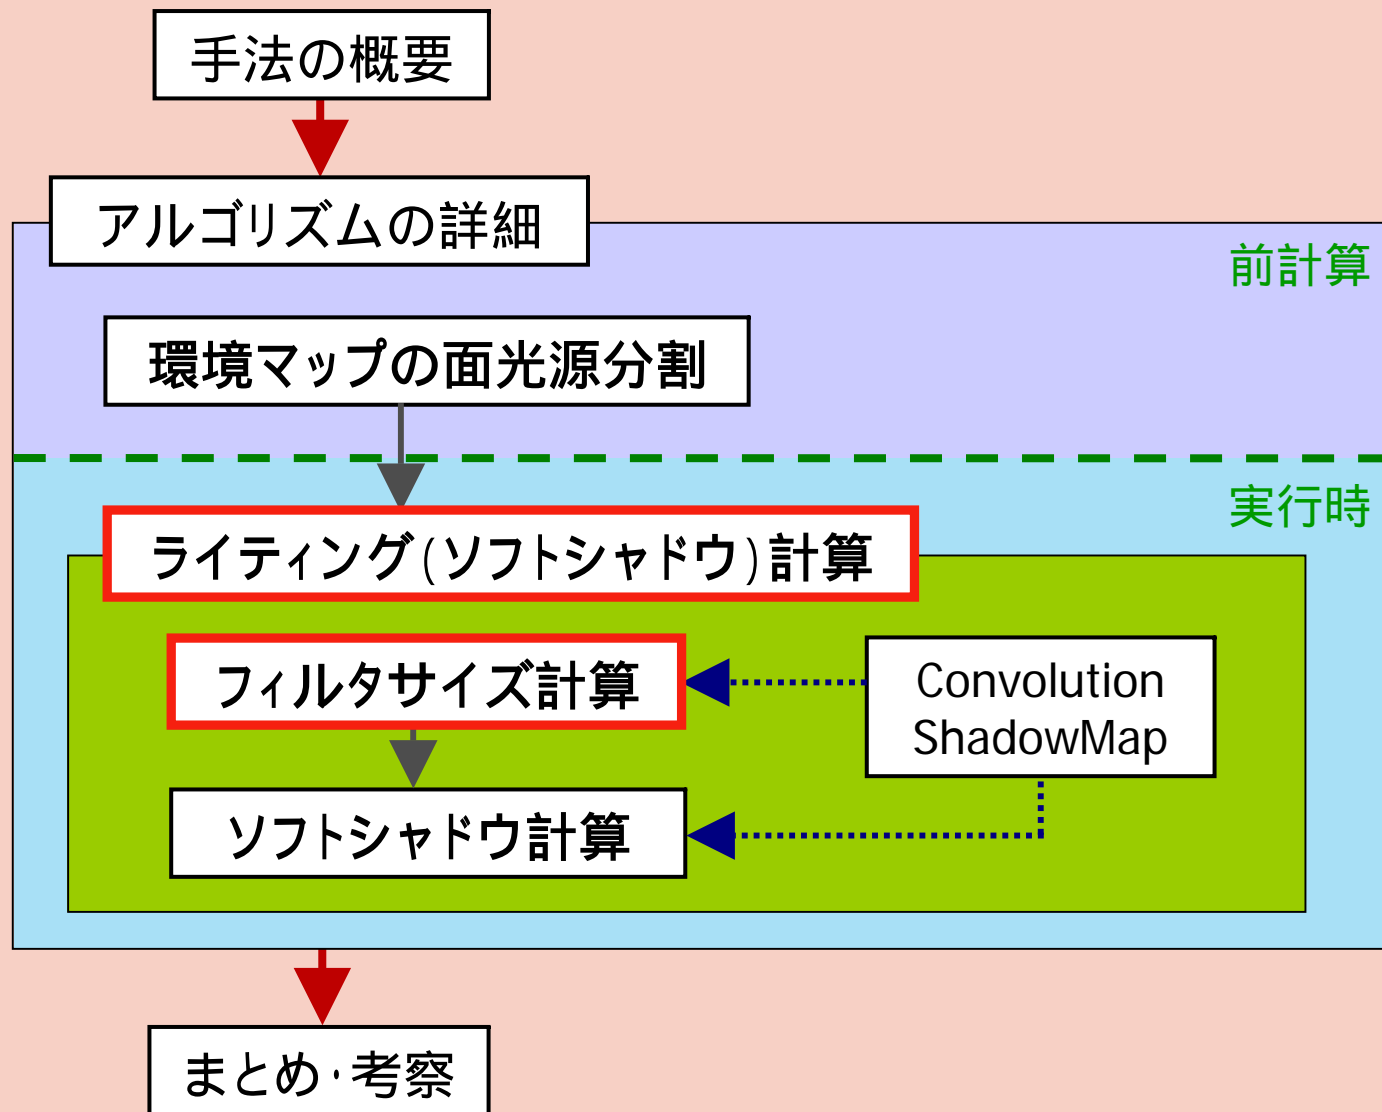 手法の概要
アルゴリズムの詳細
前計算
環境マップの面光源分割
実行時
ライティング(ソフトシャドウ)計算
フィルタサイズ計算
Convolution
ShadowMap
ソフトシャドウ計算
まとめ・考察